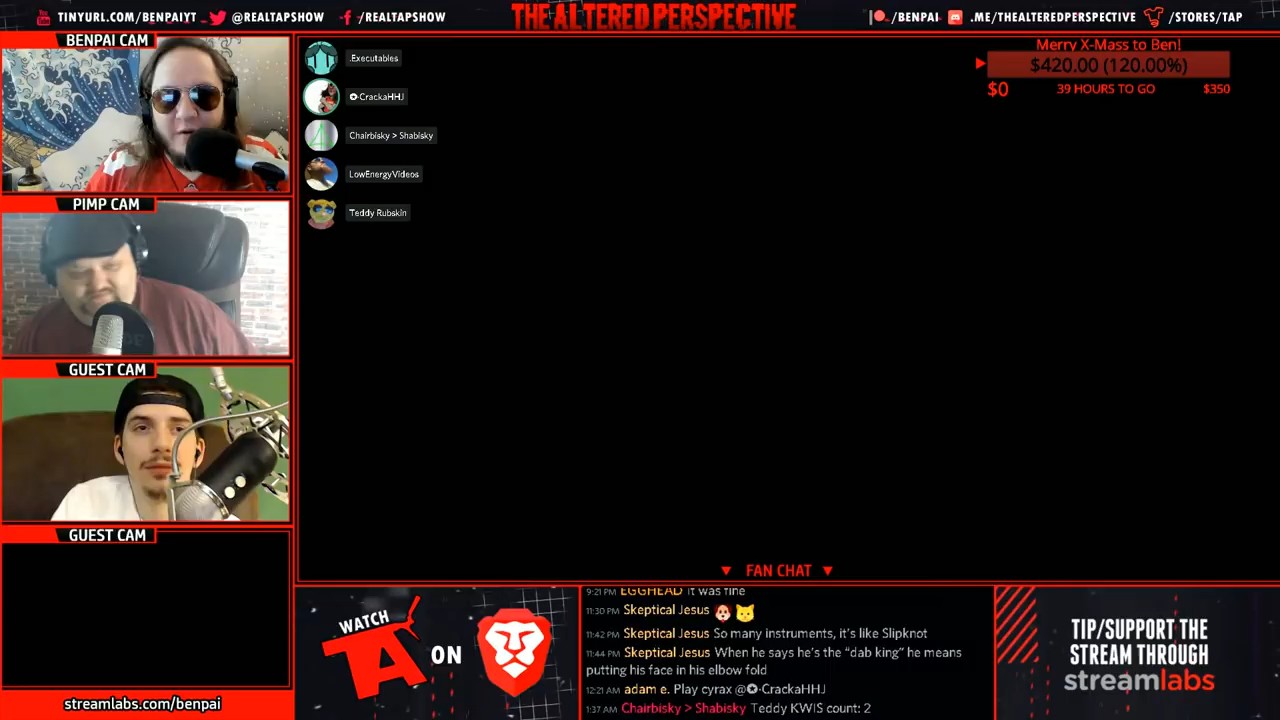 TINYURL.COM/BENPAIYT @REALTAPSHOW /REALTAPSHOW
THE ALTERED PERSPECTIVE
/BENPAI .ME/THEALTEREDPERSPECTIVE /STORES/TAP
BENPAI CAM
PIMP CAM
GUEST CAM
GUEST CAM
streamlabs.com/benpai
.Executables
CrackaHHJ
Chairbisky > Shabisky
LowEnergyVideos
Teddy Rubskin
Merry X-Mass to Ben!
$420.00 (120.00%)
$0 39 HOURS TO GO $350
FAN CHAT
WATCH
TA ON
9:21 PM EGGHEAD It was fine
11:30 PM Skeptical Jesus
11:42 PM Skeptical Jesus So many instruments, it's like Slipknot
11:44 PM Skeptical Jesus When he says he's the “dab king” he means
putting his face in his elbow fold
12:21 AM adam e. Play cyrax @✪CrackaHHJ
1:37 AM Chairbisky > Shabisky Teddy KWIS count: 2
TIP/SUPPORT THE
STREAM THROUGH
streamlabs